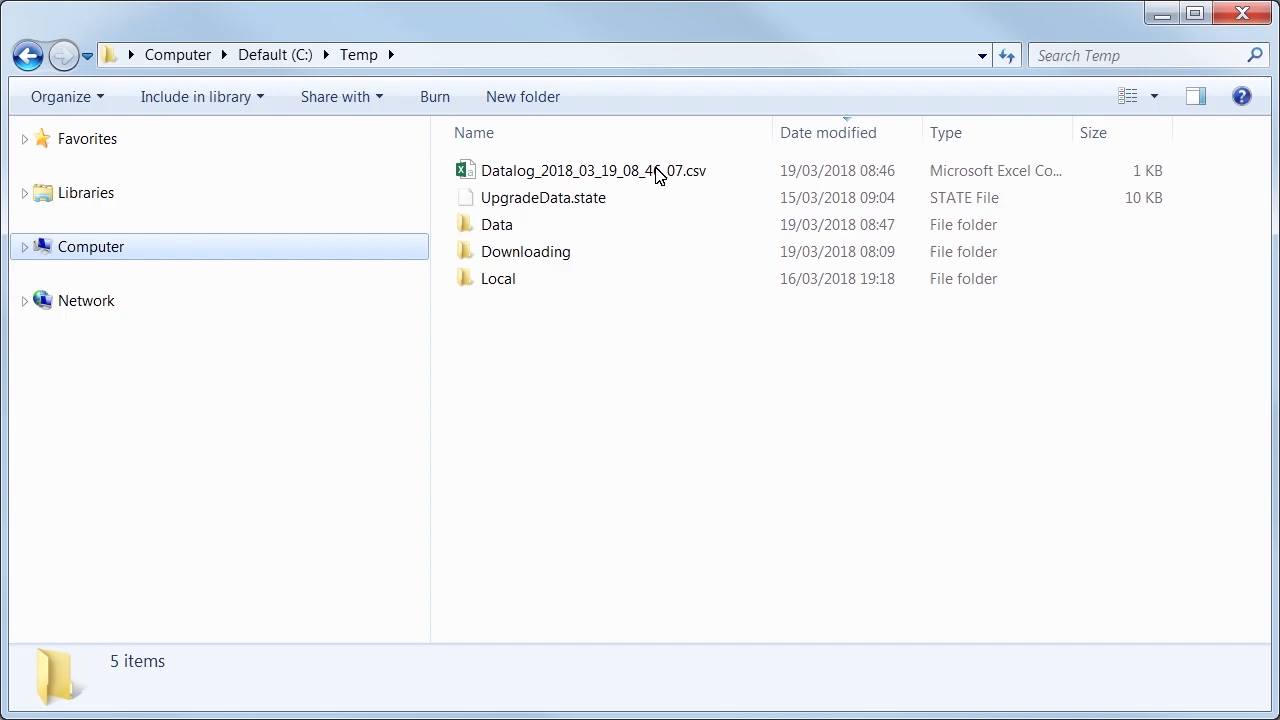 Computer Default (C:) Temp
Search Temp
Organize Include in library Share with Burn New folder
Favorites
Libraries
Computer
Network
Name Date modified Type Size
Datalog_2018_03_19_08_46_07.csv 19/03/2018 08:46 Microsoft Excel Co... 1 KB
UpgradeData.state 15/03/2018 09:04 STATE File 10 KB
Data 19/03/2018 08:47 File folder
Downloading 19/03/2018 08:09 File folder
Local 16/03/2018 19:18 File folder
5 items